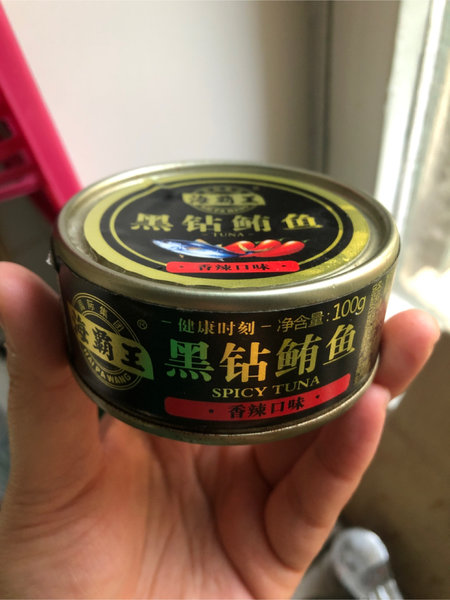 海霸王
黑钻鲔鱼
TUNA
香辣口味
海霸王
®
PAWANG
健康时刻
净含量:100g
黑钻鲔鱼
SPICY TUNA
香辣口味